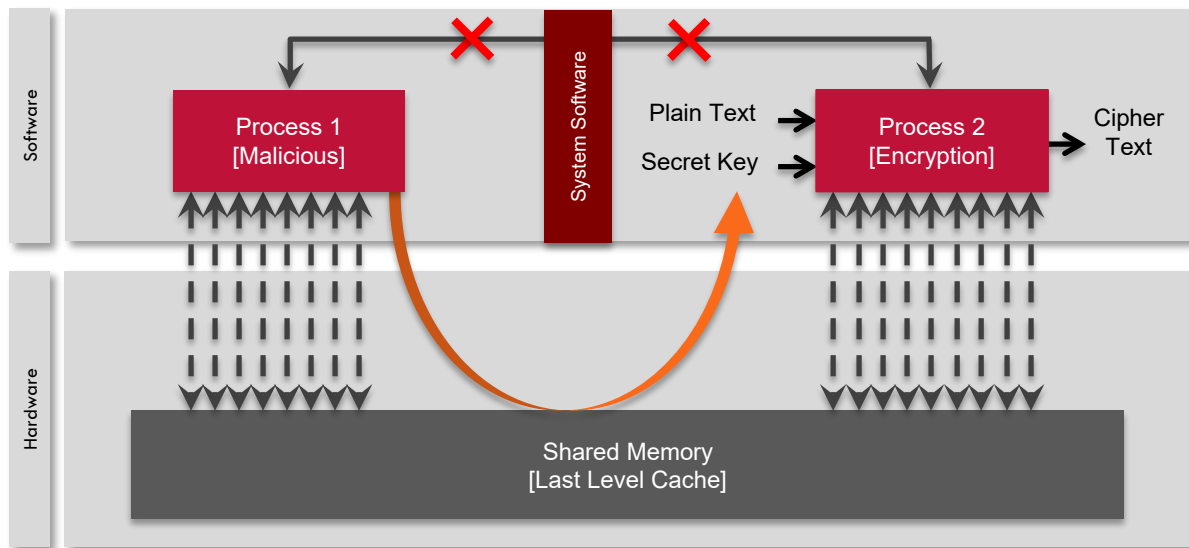 Software
Process 1
[Malicious]
System Software
Plain Text
Secret Key
Process 2
[Encryption]
Cipher
Text
Hardware
Shared Memory
[Last Level Cache]